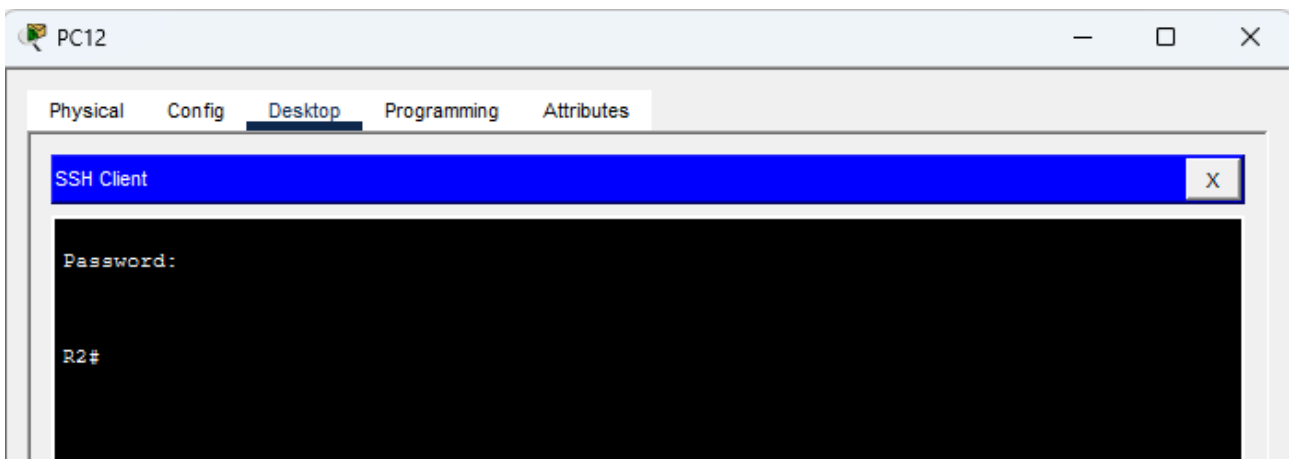 PC12
Physical Config Desktop Programming Attributes
SSH Client X
Password:
R2#